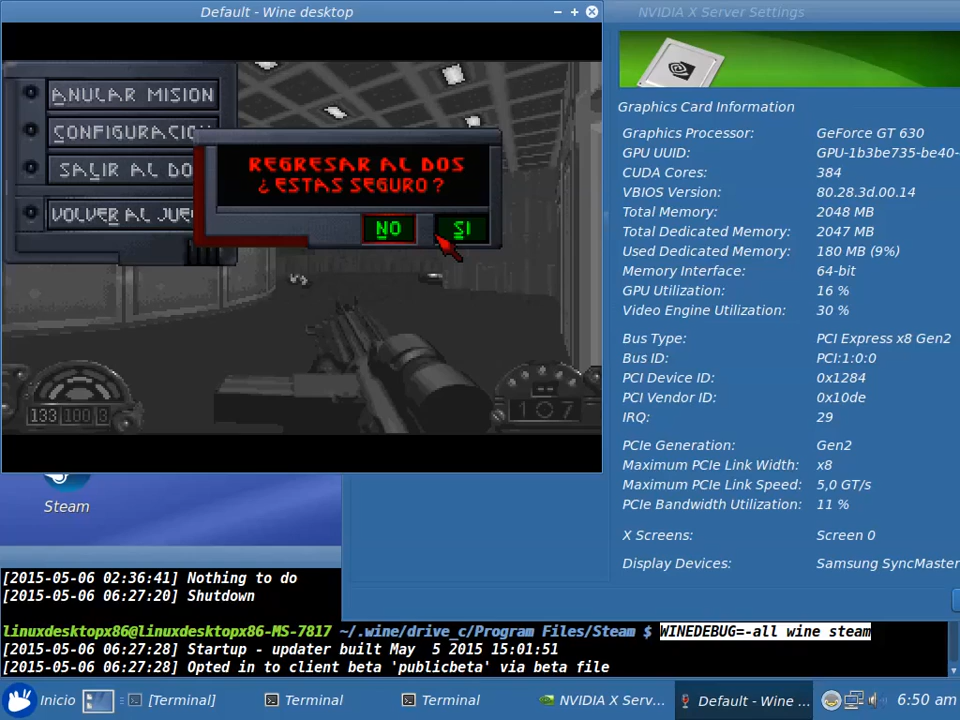 Default - Wine desktop
ANULAR MISION
CONFIGURACION
SALIR AL DO
VOLVER AL JUE
REGRESAR AL DOS
¿ESTAS SEGURO?
NO
SI
133 100 3
107
NVIDIA X Server Settings
Graphics Card Information
Graphics Processor: GeForce GT 630
GPU UUID: GPU-1b3be735-be40-
CUDA Cores: 384
VBIOS Version: 80.28.3d.00.14
Total Memory: 2048 MB
Total Dedicated Memory: 2047 MB
Used Dedicated Memory: 180 MB (9%)
Memory Interface: 64-bit
GPU Utilization: 16 %
Video Engine Utilization: 30 %
Bus Type: PCI Express x8 Gen2
Bus ID: PCI:1:0:0
PCI Device ID: 0x1284
PCI Vendor ID: 0x10de
IRQ: 29
PCIe Generation: Gen2
Maximum PCIe Link Width: x8
Maximum PCIe Link Speed: 5,0 GT/s
PCIe Bandwidth Utilization: 11 %
X Screens: Screen 0
Display Devices: Samsung SyncMaste
Steam
[2015-05-06 02:36:41] Nothing to do
[2015-05-06 06:27:20] Shutdown
linuxdesktopx86@linuxdesktopx86-MS-7817 ~/.wine/drive_c/Program Files/Steam $ WINEDEBUG=-all wine steam
[2015-05-06 06:27:28] Startup - updater built May  5 2015 15:01:51
[2015-05-06 06:27:28] Opted in to client beta 'publicbeta' via beta file
Inicio
[Terminal]
Terminal
Terminal
NVIDIA X Serv...
Default - Wine ...
6:50 am